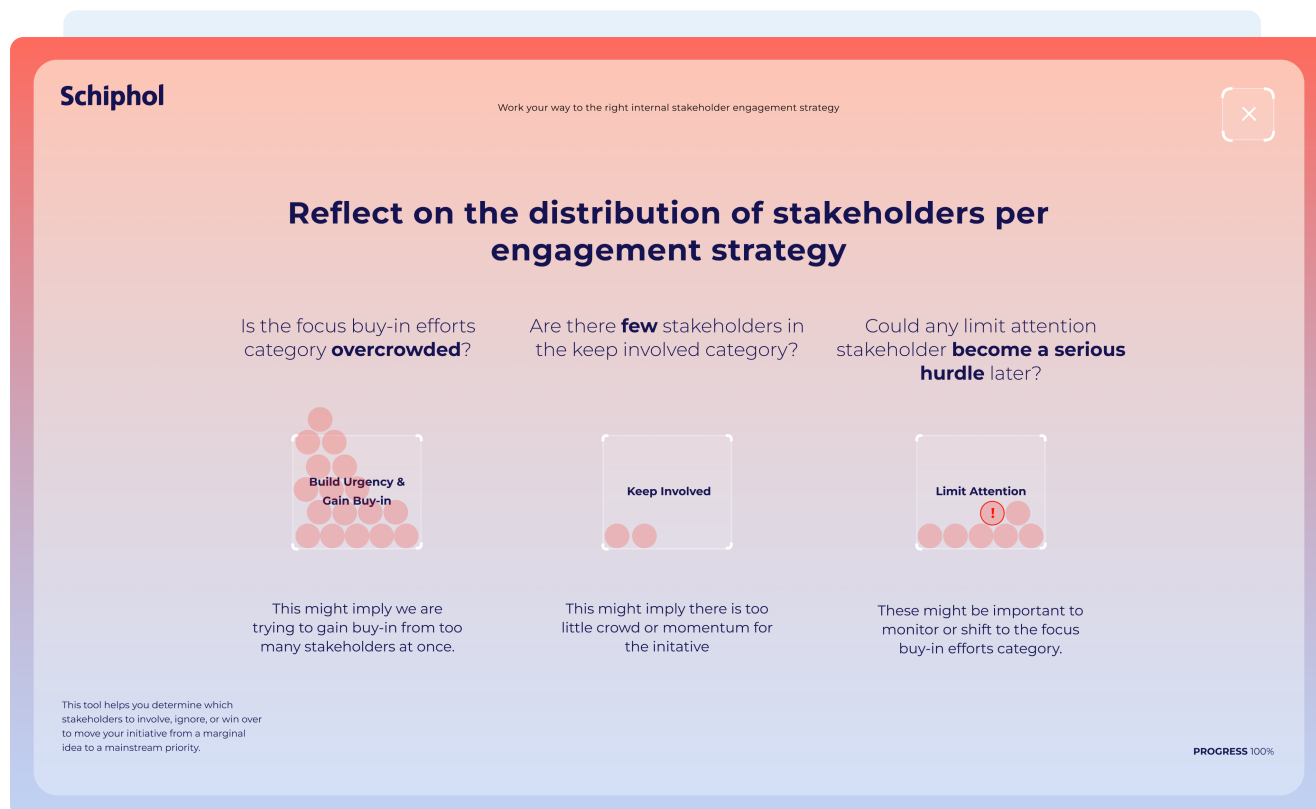 Schiphol
Work your way to the right internal stakeholder engagement strategy
Reflect on the distribution of stakeholders per
engagement strategy
Is the focus buy-in efforts
category overcrowded?
Are there few stakeholders in
the keep involved category?
Could any limit attention
stakeholder become a serious
hurdle later?
Build Urgency &
Gain Buy-in
Keep Involved
Limit Attention
!
This might imply we are
trying to gain buy-in from too
many stakeholders at once.
This might imply there is too
little crowd or momentum for
the initative
These might be important to
monitor or shift to the focus
buy-in efforts category.
This tool helps you determine which
stakeholders to involve, ignore, or win over
to move your initiative from a marginal
idea to a mainstream priority.
PROGRESS 100%